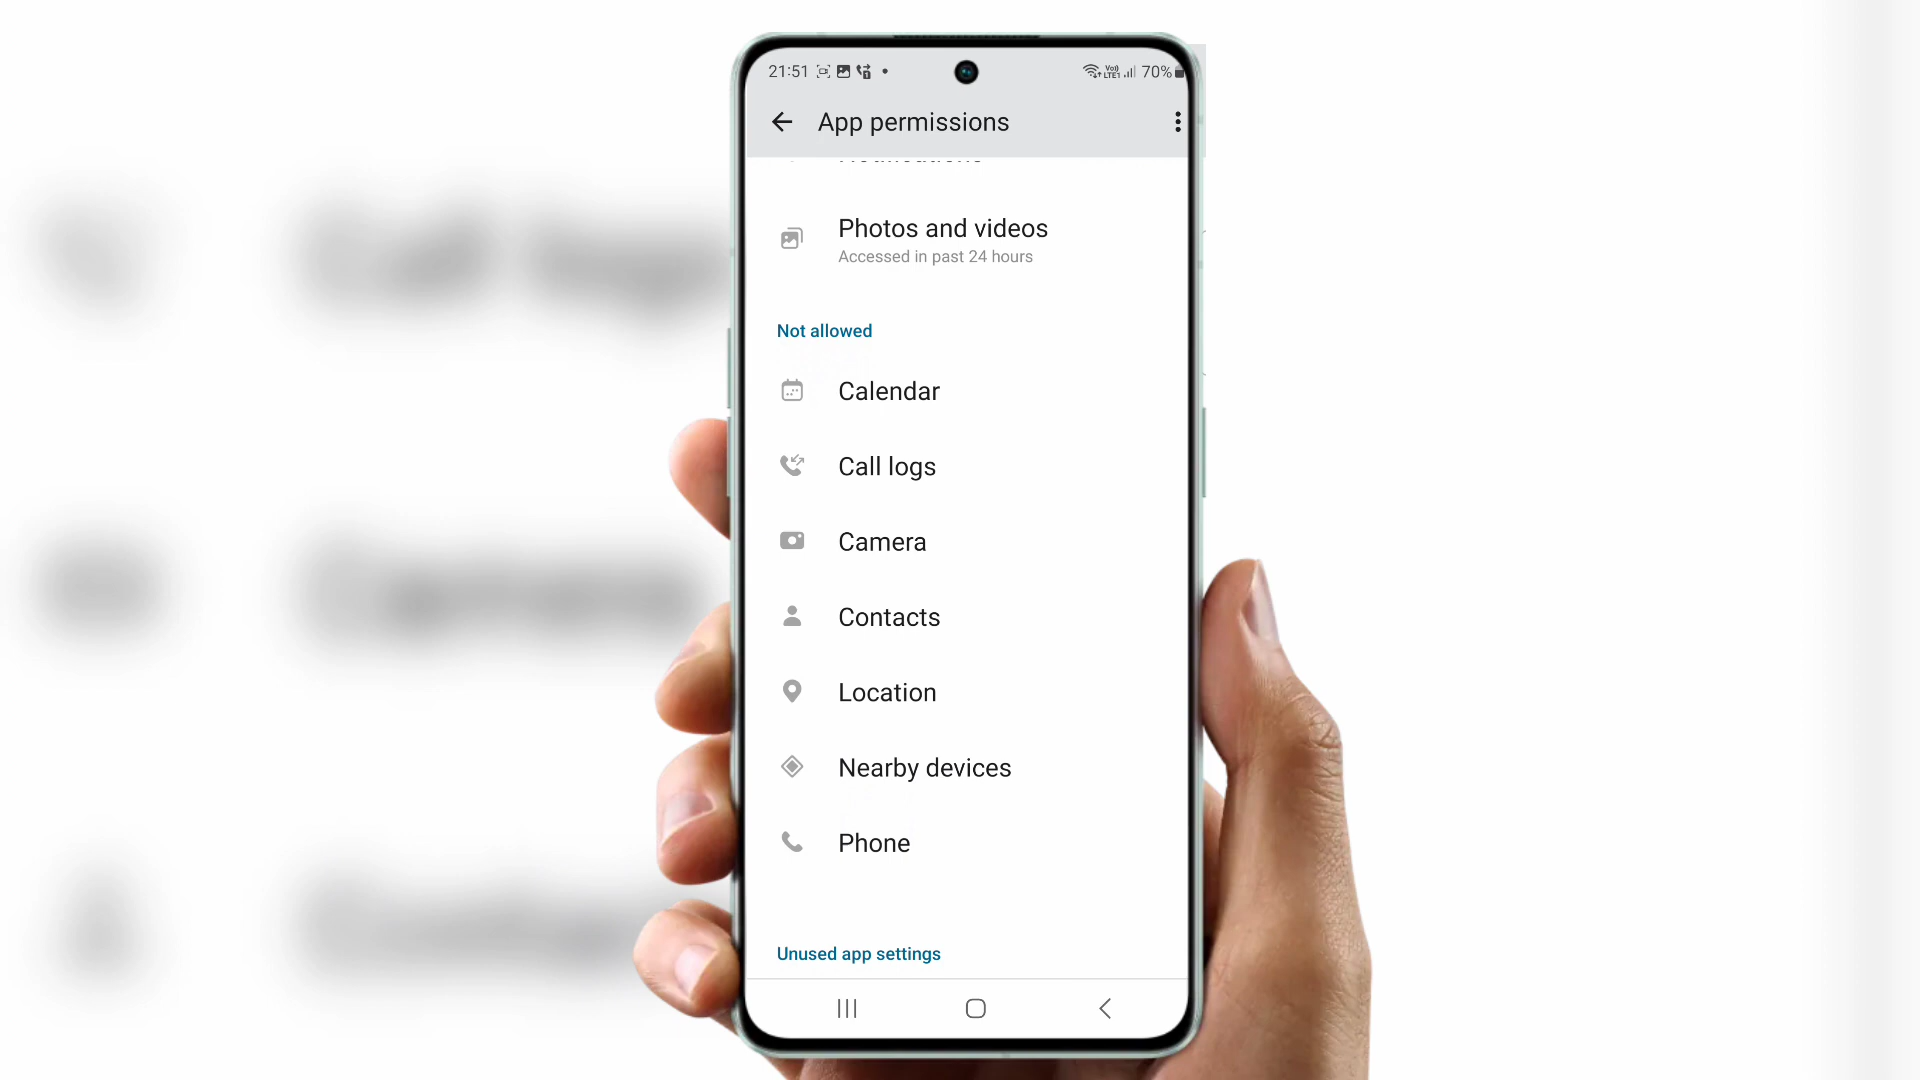 21:51
70%
App permissions
Photos and videos
Accessed in past 24 hours
Not allowed
Calendar
Call logs
Camera
Contacts
Location
Nearby devices
Phone
Unused app settings